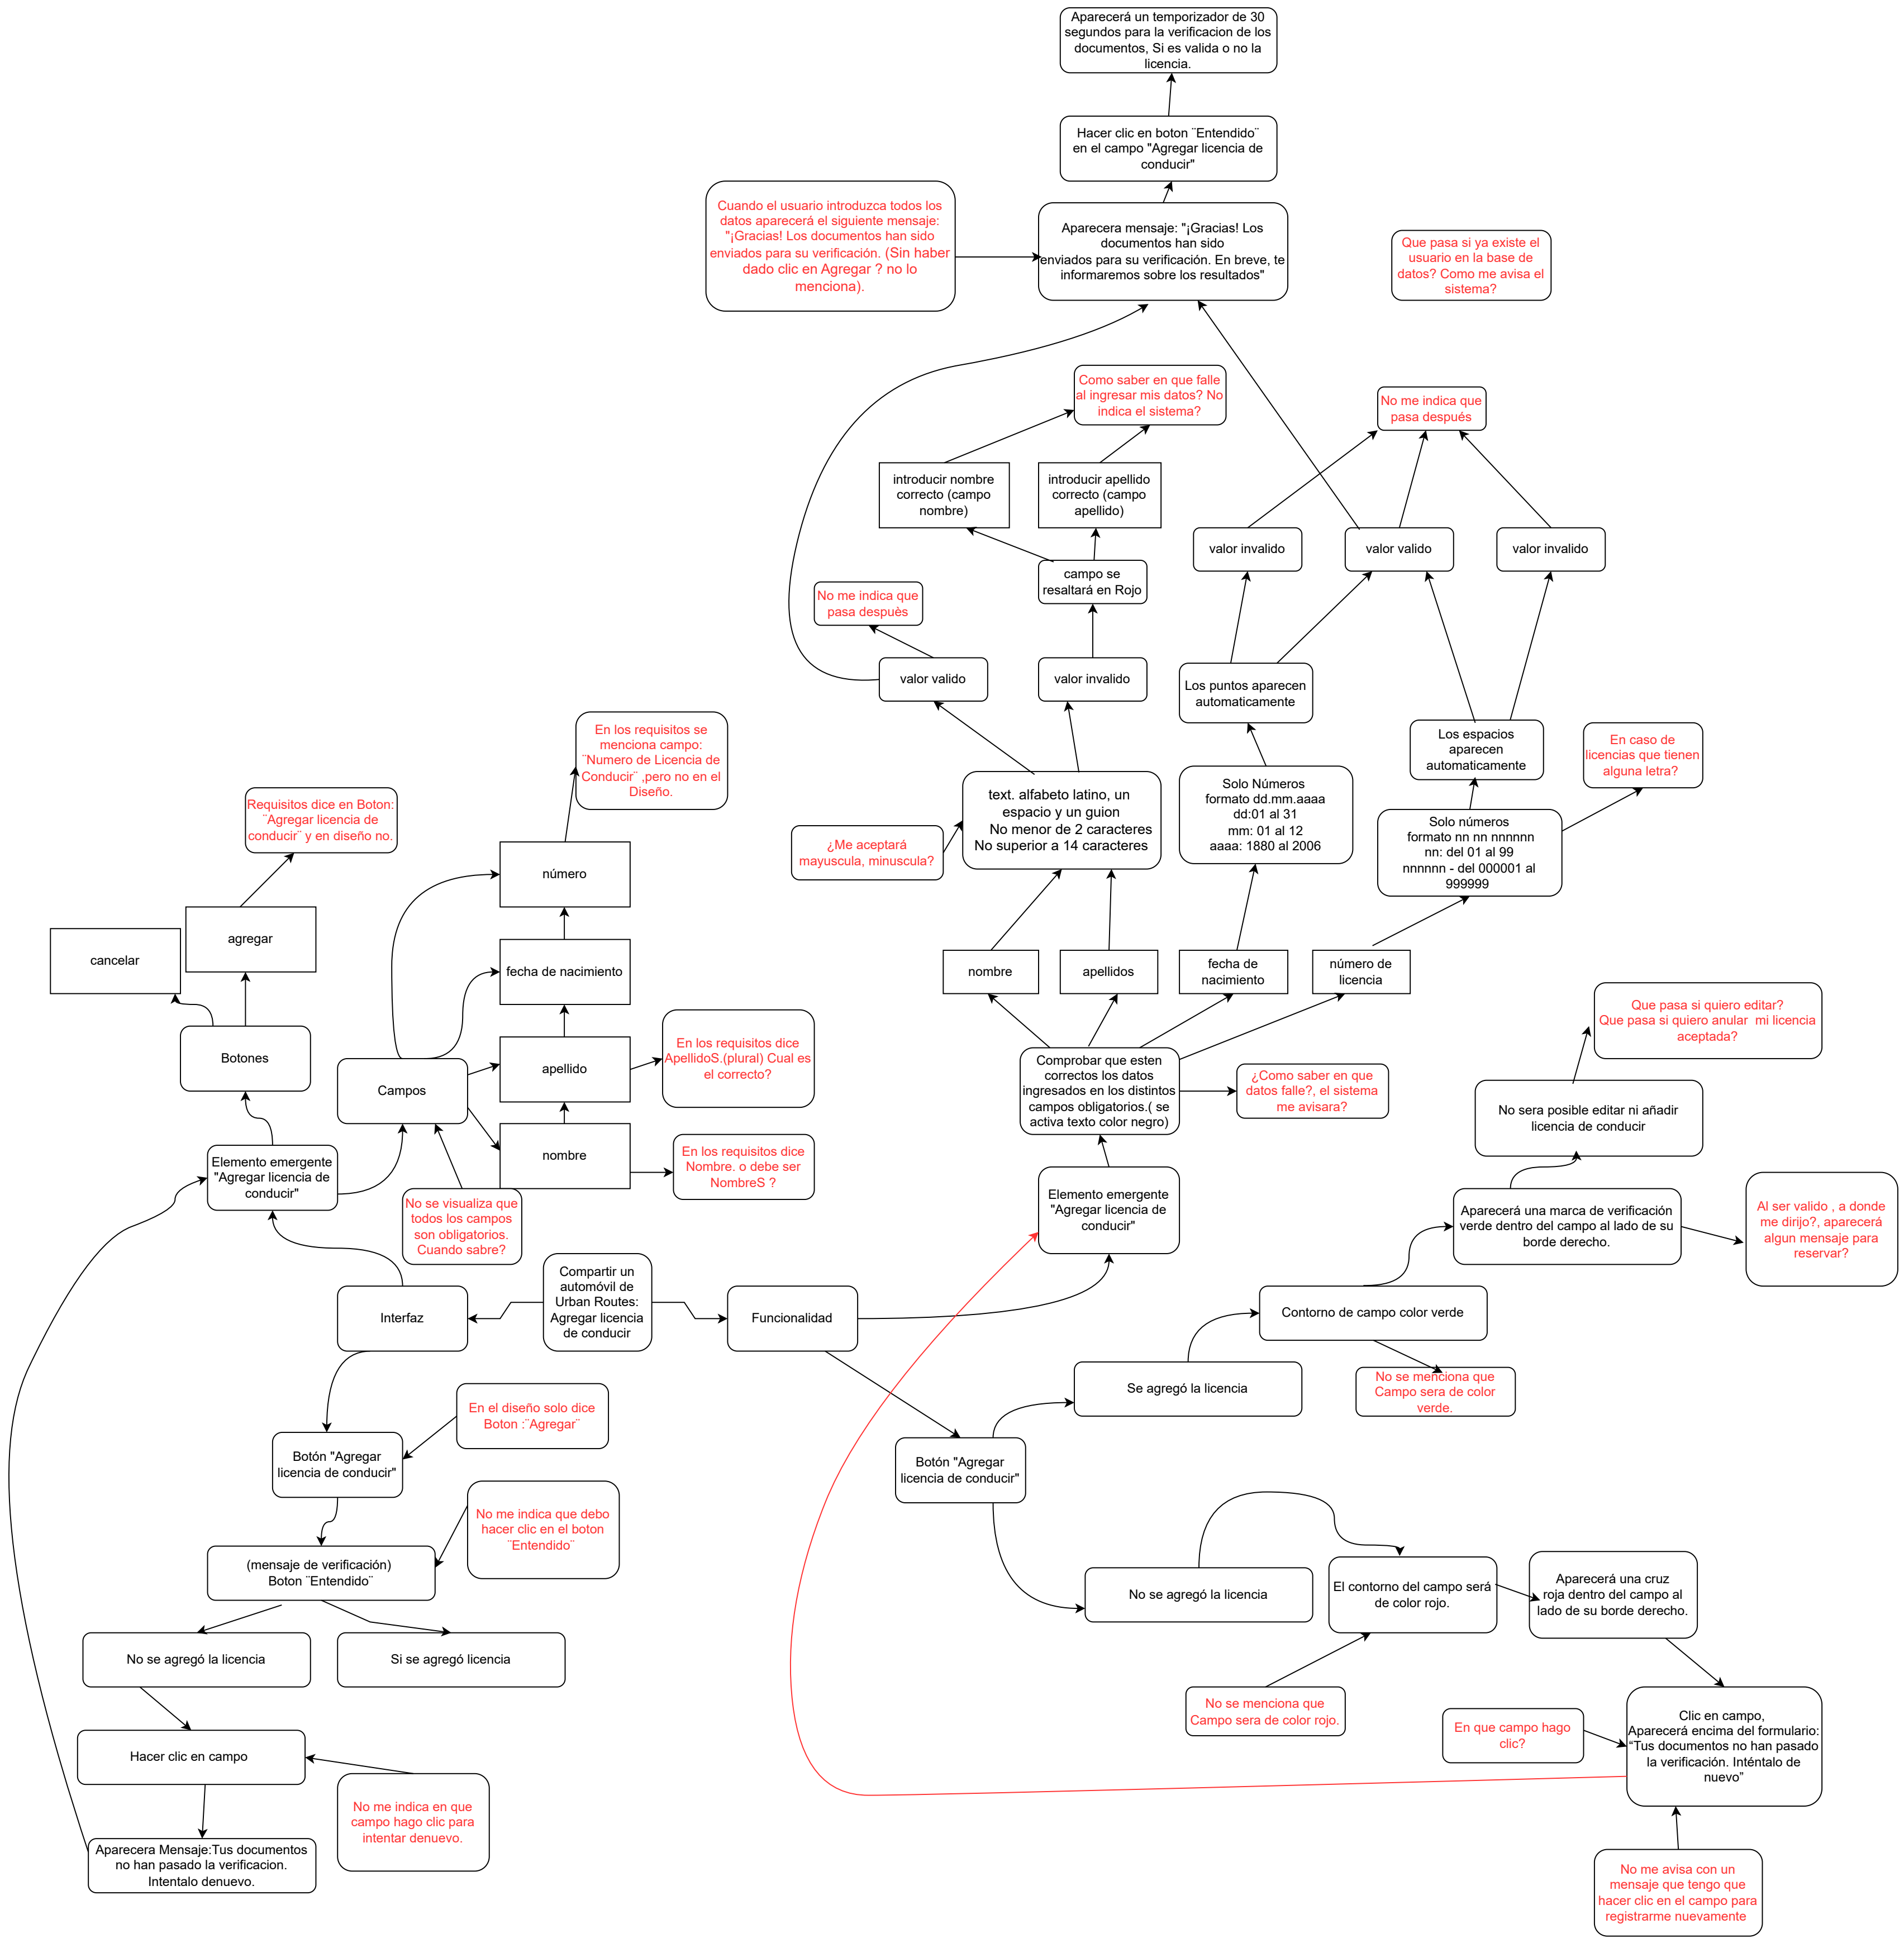 Aparecerá un temporizador de 30
segundos para la verificacion de los
documentos, Si es valida o no la
licencia.
Hacer clic en boton ¨Entendido¨
en el campo "Agregar licencia de
conducir"
Cuando el usuario introduzca todos los
datos aparecerá el siguiente mensaje:
"¡Gracias! Los documentos han sido
enviados para su verificación. (Sin haber
dado clic en Agregar ? no lo
menciona).
Aparecera mensaje: "¡Gracias! Los
documentos han sido
enviados para su verificación. En breve, te
informaremos sobre los resultados"
Que pasa si ya existe el
usuario en la base de
datos? Como me avisa el
sistema?
Como saber en que falle
al ingresar mis datos? No
indica el sistema?
No me indica que
pasa después
introducir nombre
correcto (campo
nombre)
introducir apellido
correcto (campo
apellido)
valor invalido
valor valido
valor invalido
campo se
resaltará en Rojo
No me indica que
pasa despuès
valor valido
valor invalido
Los puntos aparecen
automaticamente
Los espacios
aparecen
automaticamente
En caso de
licencias que tienen
alguna letra?
En los requisitos se
menciona campo:
¨Numero de Licencia de
Conducir¨ ,pero no en el
Diseño.
text. alfabeto latino, un
espacio y un guion
No menor de 2 caracteres
No superior a 14 caracteres
Solo Números
formato dd.mm.aaaa
dd:01 al 31
mm: 01 al 12
aaaa: 1880 al 2006
Solo números
formato nn nn nnnnnn
nn: del 01 al 99
nnnnnn - del 000001 al
999999
¿Me aceptará
mayuscula, minuscula?
Requisitos dice en Boton:
¨Agregar licencia de
conducir¨ y en diseño no.
número
agregar
cancelar
fecha de nacimiento
nombre
apellidos
fecha de
nacimiento
número de
licencia
Que pasa si quiero editar?
Que pasa si quiero anular mi licencia
aceptada?
Botones
Campos
apellido
En los requisitos dice
ApellidoS.(plural) Cual es
el correcto?
Comprobar que esten
correctos los datos
ingresados en los distintos
campos obligatorios.( se
activa texto color negro)
¿Como saber en que
datos falle?, el sistema
me avisara?
No sera posible editar ni añadir
licencia de conducir
Elemento emergente
"Agregar licencia de
conducir"
nombre
En los requisitos dice
Nombre. o debe ser
NombreS ?
No se visualiza que
todos los campos
son obligatorios.
Cuando sabre?
Elemento emergente
"Agregar licencia de
conducir"
Aparecerá una marca de verificación
verde dentro del campo al lado de su
borde derecho.
Al ser valido , a donde
me dirijo?, aparecerá
algun mensaje para
reservar?
Interfaz
Compartir un
automóvil de
Urban Routes:
Agregar licencia
de conducir
Funcionalidad
Contorno de campo color verde
No se menciona que
Campo sera de color
verde.
Se agregó la licencia
En el diseño solo dice
Boton :¨Agregar¨
Botón "Agregar
licencia de conducir"
Botón "Agregar
licencia de conducir"
No me indica que debo
hacer clic en el boton
¨Entendido¨
(mensaje de verificación)
Boton ¨Entendido¨
No se agregó la licencia
El contorno del campo será
de color rojo.
Aparecerá una cruz
roja dentro del campo al
lado de su borde derecho.
No se agregó la licencia
Si se agregó licencia
No se menciona que
Campo sera de color rojo.
En que campo hago
clic?
Clic en campo,
Aparecerá encima del formulario:
“Tus documentos no han pasado
la verificación. Inténtalo de
nuevo”
Hacer clic en campo
No me indica en que
campo hago clic para
intentar denuevo.
Aparecera Mensaje:Tus documentos
no han pasado la verificacion.
Intentalo denuevo.
No me avisa con un
mensaje que tengo que
hacer clic en el campo para
registrarme nuevamente